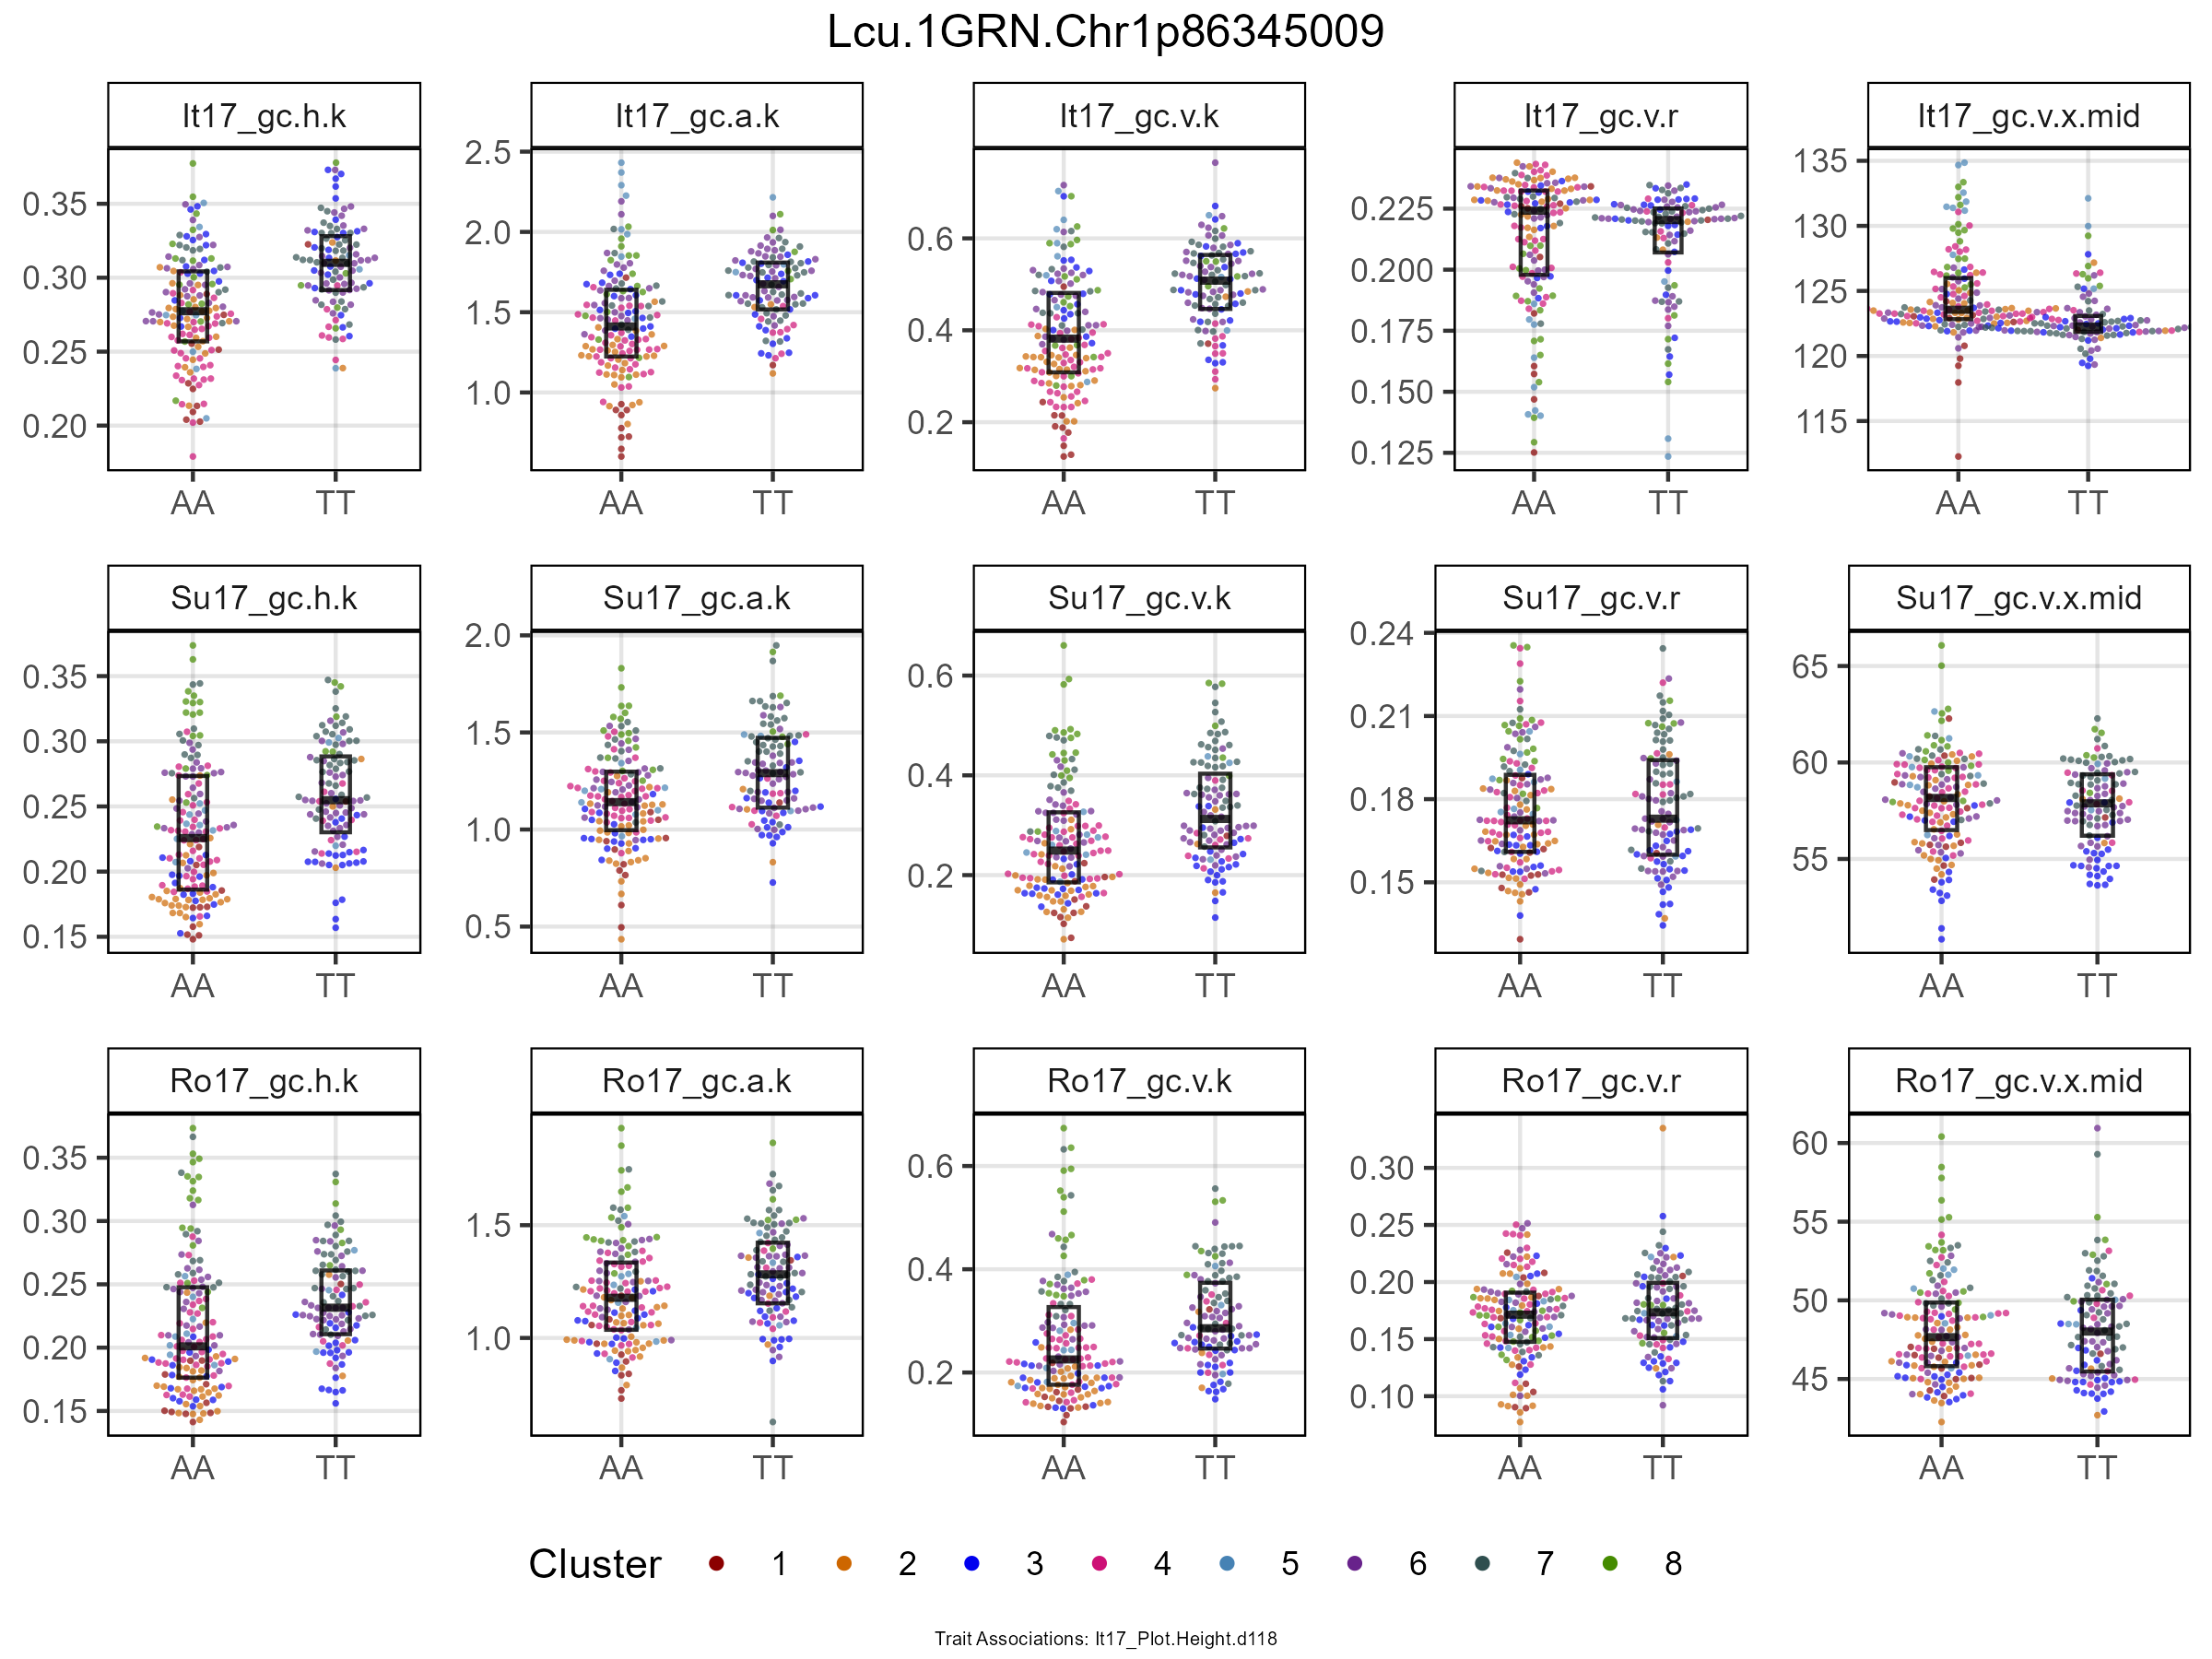 Lcu.1GRN.Chr1p86345009
It17_gc.h.k It17_gc.a.k It17_gc.v.k It17_gc.v.r It17_gc.v.x.mid
0.35 0.30 0.25 0.20
2.5 2.0 1.5 1.0
0.6 0.4 0.2
0.225 0.200 0.175 0.150 0.125
135 130 125 120 115
AA TT AA TT AA TT AA TT AA TT
Su17_gc.h.k Su17_gc.a.k Su17_gc.v.k Su17_gc.v.r Su17_gc.v.x.mid
0.35 0.30 0.25 0.20 0.15
2.0 1.5 1.0 0.5
0.6 0.4 0.2
0.24 0.21 0.18 0.15
65 60 55
AA TT AA TT AA TT AA TT AA TT
Ro17_gc.h.k Ro17_gc.a.k Ro17_gc.v.k Ro17_gc.v.r Ro17_gc.v.x.mid
0.35 0.30 0.25 0.20 0.15
1.5 1.0
0.6 0.4 0.2
0.30 0.25 0.20 0.15 0.10
60 55 50 45
AA TT AA TT AA TT AA TT AA TT
Cluster 1 2 3 4 5 6 7 8
Trait Associations: It17_Plot.Height.d118